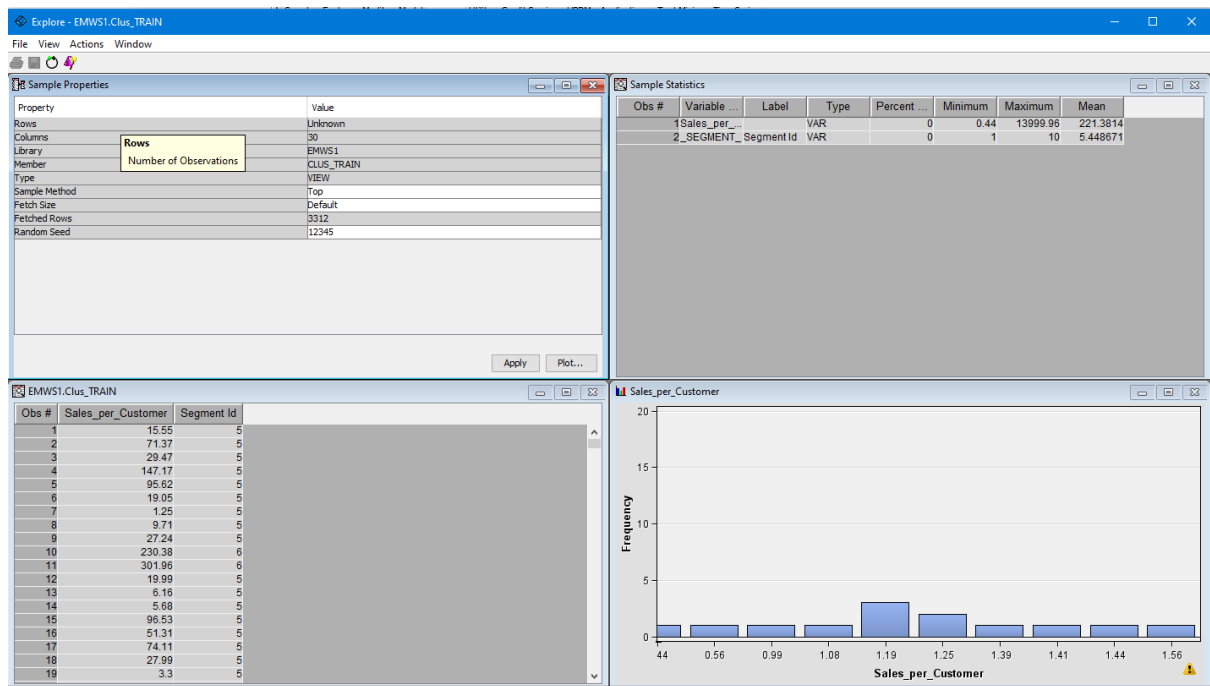 Explore - EMWS1.Clus_TRAIN
File View Actions Window
Sample Properties
Property Value
Rows Unknown
Columns 30
Library EMWS1
Member CLUS_TRAIN
Type VIEW
Sample Method Top
Fetch Size Default
Fetched Rows 3312
Random Seed 12345
Rows
Number of Observations
Apply Plot...
Sample Statistics
Obs # Variable ... Label Type Percent ... Minimum Maximum Mean
1 Sales_per_... VAR 0 0.44 13999.96 221.3814
2 _SEGMENT_ Segment Id VAR 0 1 10 5.448671
EMWS1.Clus_TRAIN
Obs # Sales_per_Customer Segment Id
1 15.55 5
2 71.37 5
3 29.47 5
4 147.17 5
5 95.62 5
6 19.05 5
7 1.25 5
8 9.71 5
9 27.24 5
10 230.38 6
11 301.96 6
12 19.99 5
13 6.16 5
14 5.68 5
15 96.53 5
16 51.31 5
17 74.11 5
18 27.99 5
19 3.3 5
Sales_per_Customer
20
15
10
5
0
Frequency
44 0.56 0.99 1.08 1.19 1.25 1.39 1.41 1.44 1.56
Sales_per_Customer